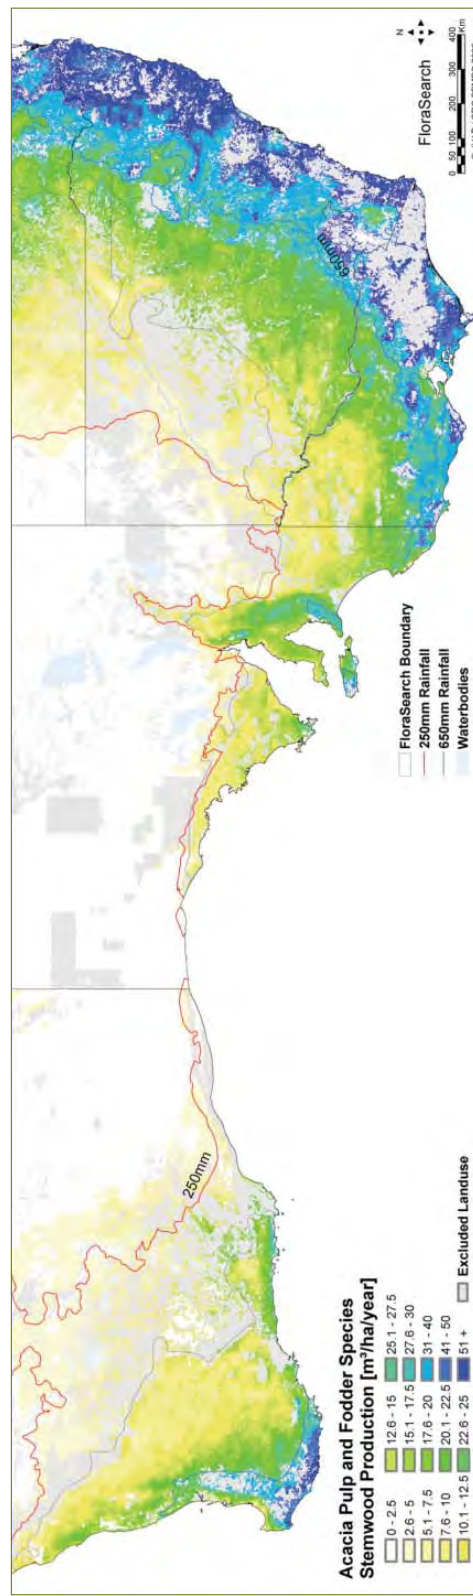 250mm
650mm
Acacia Pulp and Fodder Species
Stemwood Production [m³/ha/year]
0 - 2.5
2.6 - 5
5.1 - 7.5
7.6 - 10
10.1 - 12.5
12.6 - 15
15.1 - 17.5
17.6 - 20
20.1 - 22.5
22.6 - 25
25.1 - 27.5
27.6 - 30
31 - 40
41 - 50
51 +
Excluded Landuse
FloraSearch Boundary
250mm Rainfall
650mm Rainfall
Waterbodies
N
FloraSearch
0 50 100 200 300 400
Km